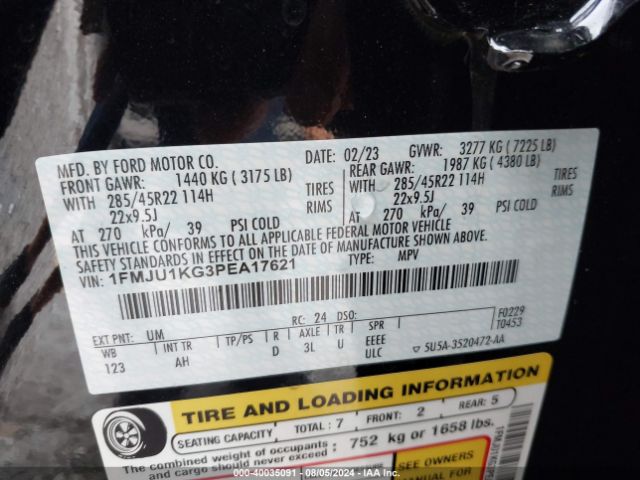 MFD. BY FORD MOTOR CO.
DATE: 02/23 GVWR: 3277 KG ( 7225 LB)
FRONT GAWR: 1440 KG ( 3175 LB)
REAR GAWR: 1987 KG ( 4380 LB)
WITH 285/45R22 114H TIRES
WITH 285/45R22 114H TIRES
22x9.5J RIMS
22x9.5J RIMS
AT 270 kPa/ 39 PSI COLD
AT 270 kPa/ 39 PSI COLD
THIS VEHICLE CONFORMS TO ALL APPLICABLE FEDERAL MOTOR VEHICLE
SAFETY STANDARDS IN EFFECT ON THE DATE OF MANUFACTURE SHOWN ABOVE.
VIN: 1FMJU1KG3PEA17621 TYPE: MPV
F0229
T0453
EXT PNT: UM RC: 24 DSO:
WB INT TR TP/PS R AXLE TR SPR
123 AH D 3L U EEEE
ULC 5U5A-3520472-AA
TIRE AND LOADING INFORMATION
SEATING CAPACITY TOTAL : 7 FRONT: 2 REAR: 5
The combined weight of occupants
and cargo should never exceed : 752 kg or 1658 lbs.
SEE OWNERS
MANUAL FOR
COLD TIRE
000 - 40035091 - 08/05/2024 - IAA Inc.